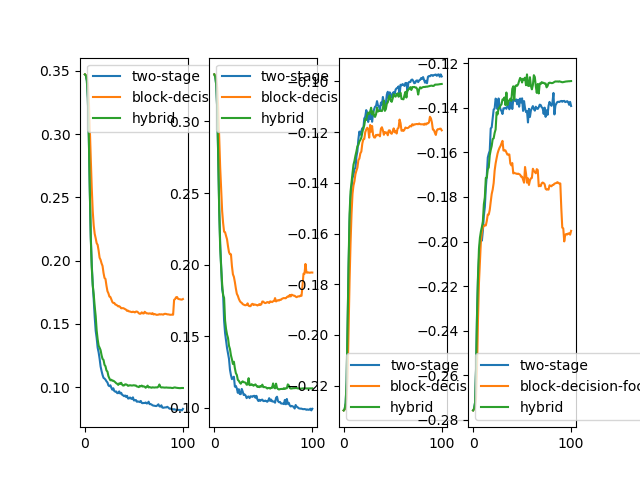 two-stage
block-decis
hybrid
0.35
0.30
0.25
0.20
0.15
0.10
0 100
two-stage
block-decis
hybrid
0.30
0.25
0.20
0.15
0.10
0 100
−0.10
−0.12
−0.14
−0.16
−0.18
−0.20
−0.22
two-stage
block-decis
hybrid
0 100
−0.12
−0.14
−0.16
−0.18
−0.20
−0.22
−0.24
−0.26
−0.28
two-stage
block-decision-foc
hybrid
0 100